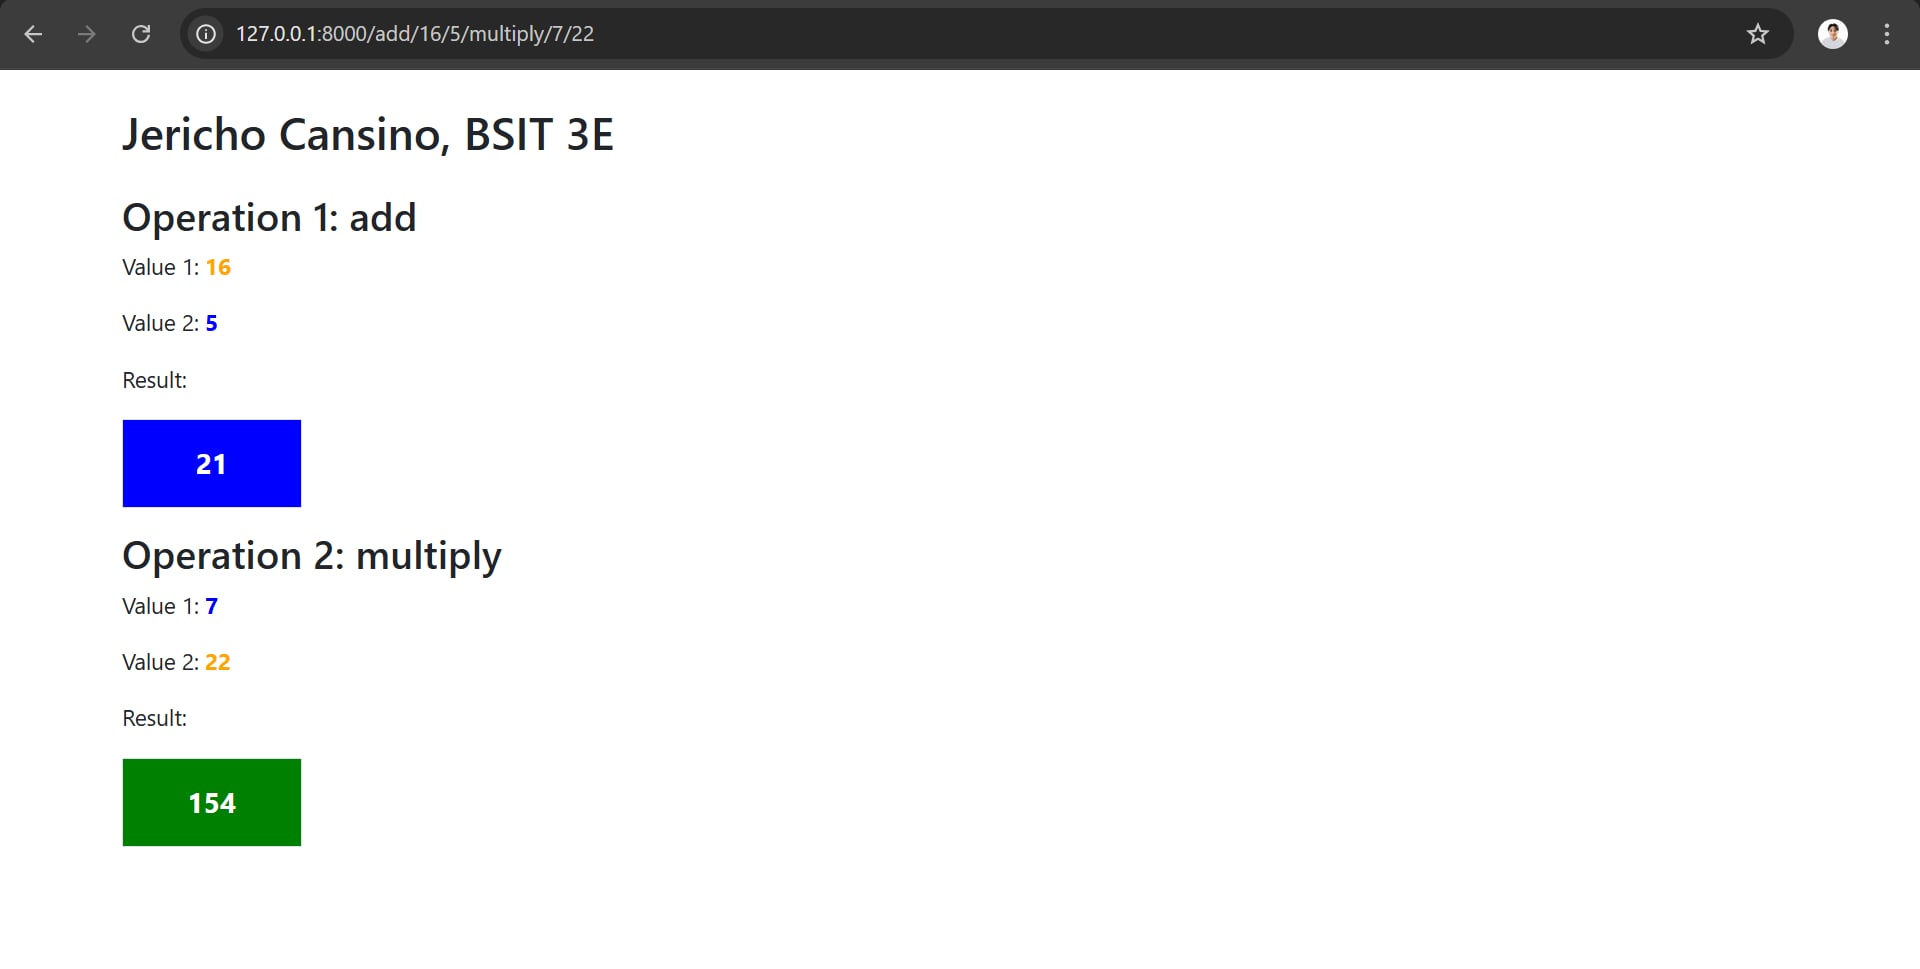 127.0.0.1:8000/add/16/5/multiply/7/22
Jericho Cansino, BSIT 3E
Operation 1: add
Value 1: 16
Value 2: 5
Result:
21
Operation 2: multiply
Value 1: 7
Value 2: 22
Result:
154